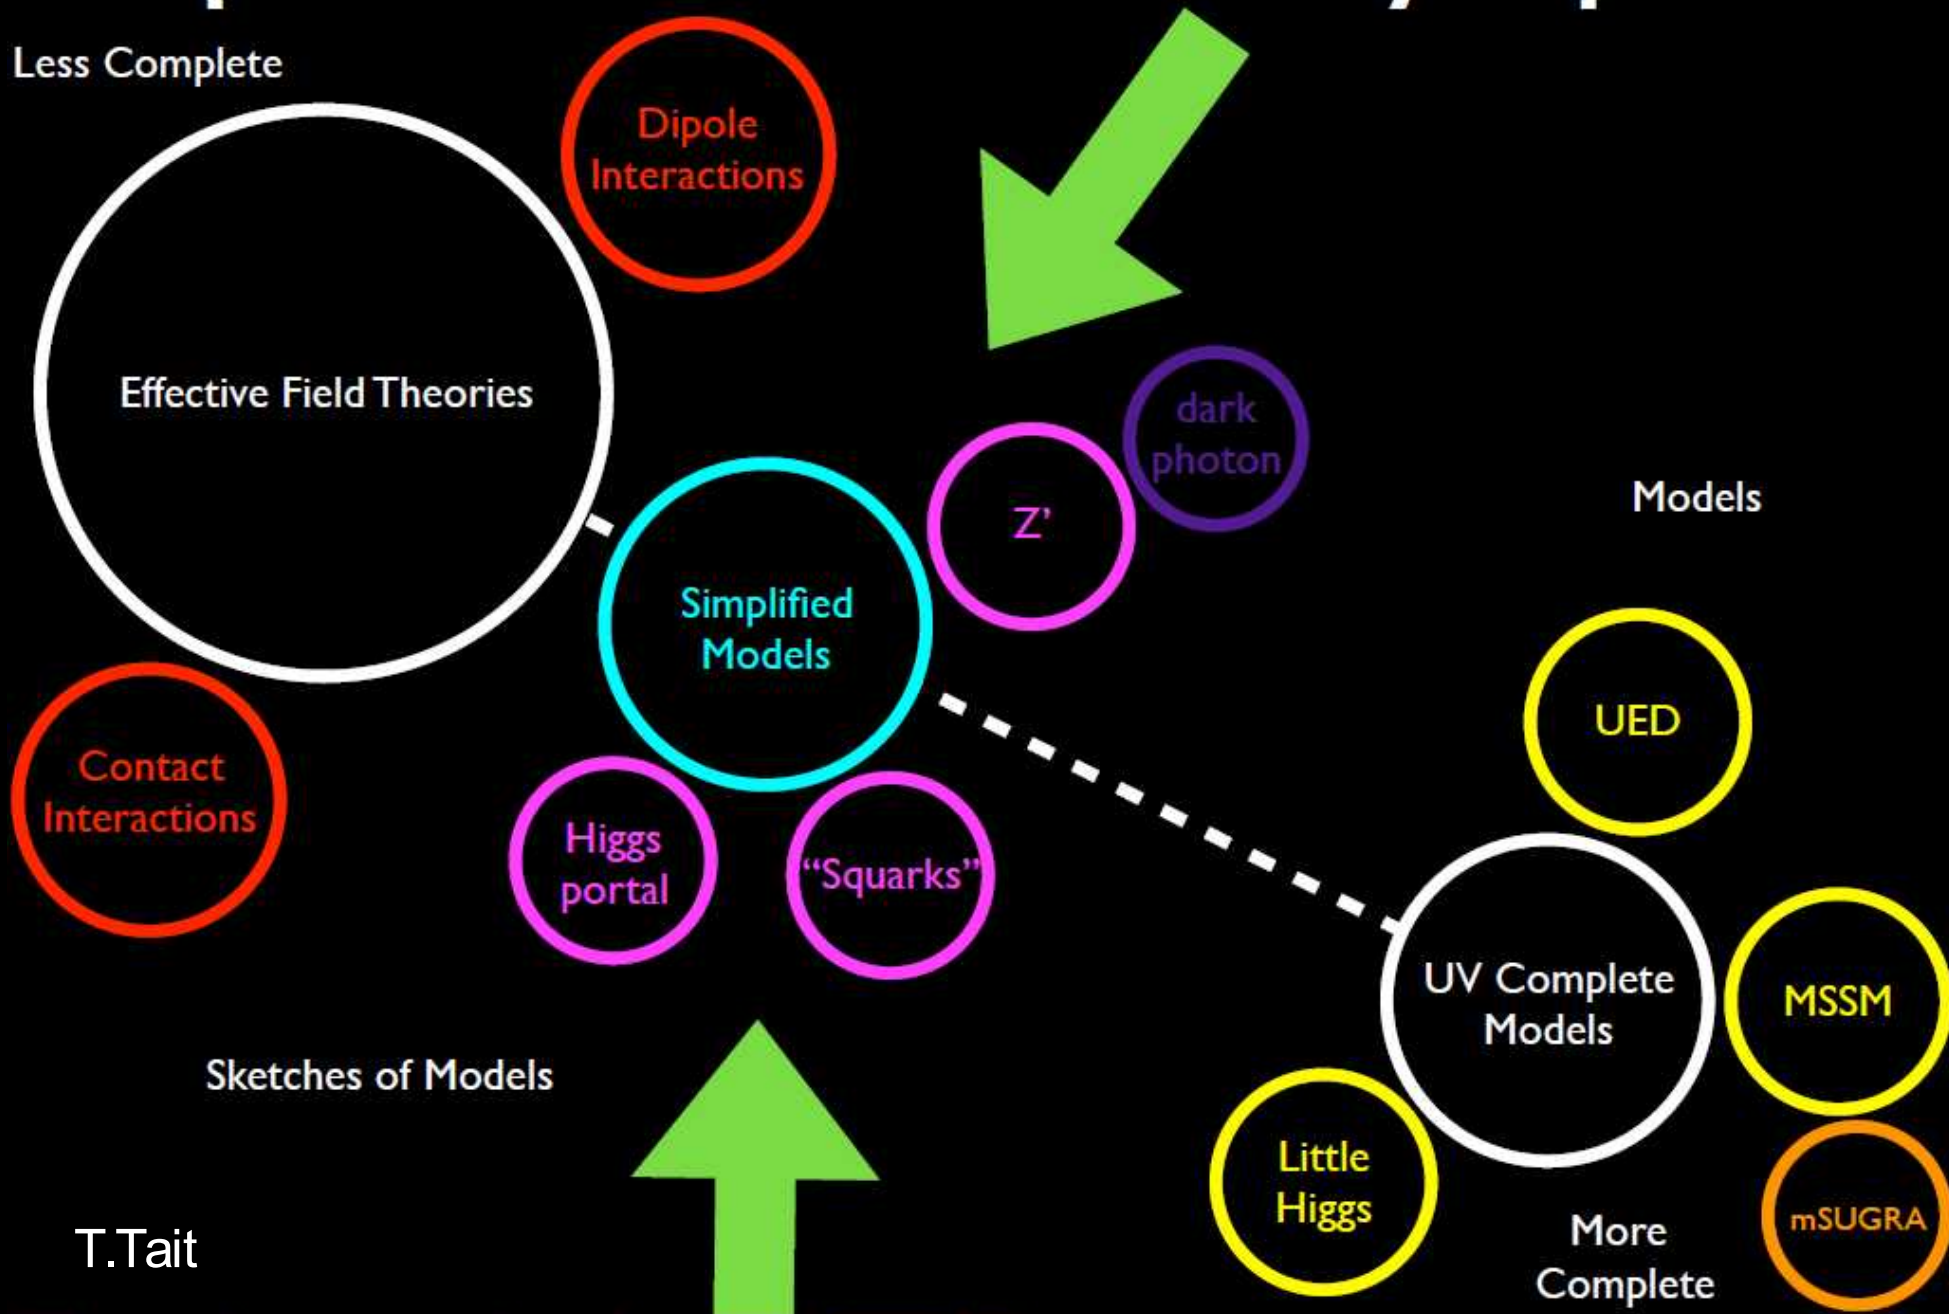 Less Complete
Dipole
Interactions
Effective Field Theories
dark
photon
Z’
Models
Simplified
Models
UED
Contact
Interactions
Higgs
portal
“Squarks”
UV Complete
Models
MSSM
Sketches of Models
Little
Higgs
mSUGRA
More
Complete
T.Tait